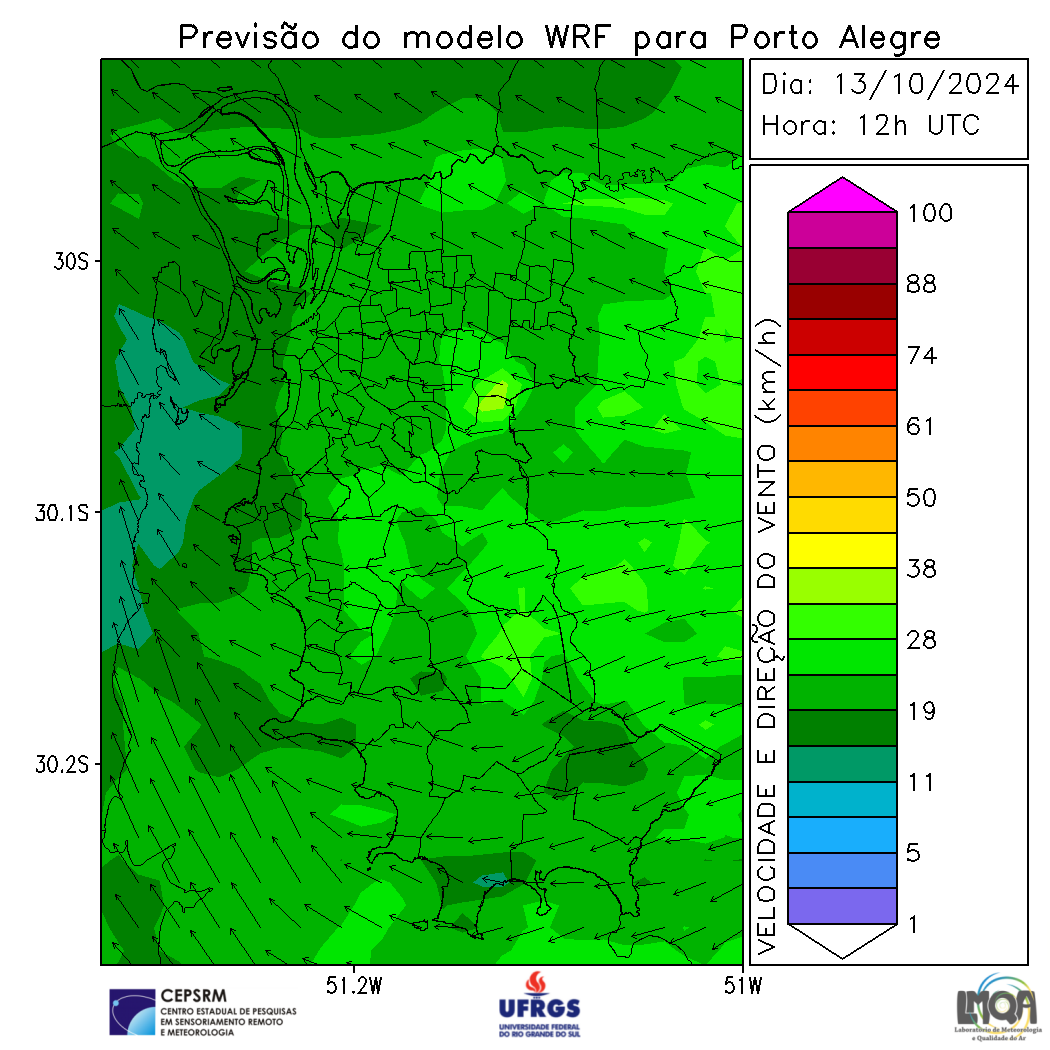 Previsão do modelo WRF para Porto Alegre
Dia: 13/10/2024
Hora: 12h UTC
30S
30.1S
30.2S
51.2W
51W
VELOCIDADE E DIREÇÃO DO VENTO (km/h)
100
88
74
61
50
38
28
19
11
5
1
CEPSRM
CENTRO ESTADUAL DE PESQUISAS
EM SENSORIAMENTO REMOTO
E METEOROLOGIA
UFRGS
UNIVERSIDADE FEDERAL
DO RIO GRANDE DO SUL
LMQA
Laboratório de Meteorologia
e Qualidade do Ar